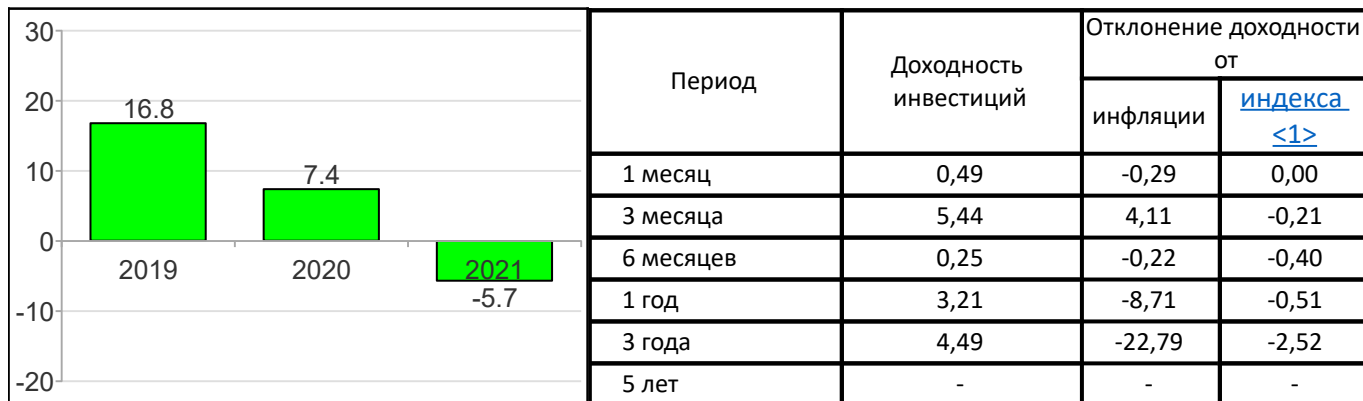 30
20
10
0
-10
-20
16.8
7.4
-5.7
2019
2020
2021
Период
Доходность
инвестиций
Отклонение доходности
от
инфляции
индекса
<1>
1 месяц 0,49 -0,29 0,00
3 месяца 5,44 4,11 -0,21
6 месяцев 0,25 -0,22 -0,40
1 год 3,21 -8,71 -0,51
3 года 4,49 -22,79 -2,52
5 лет - - -